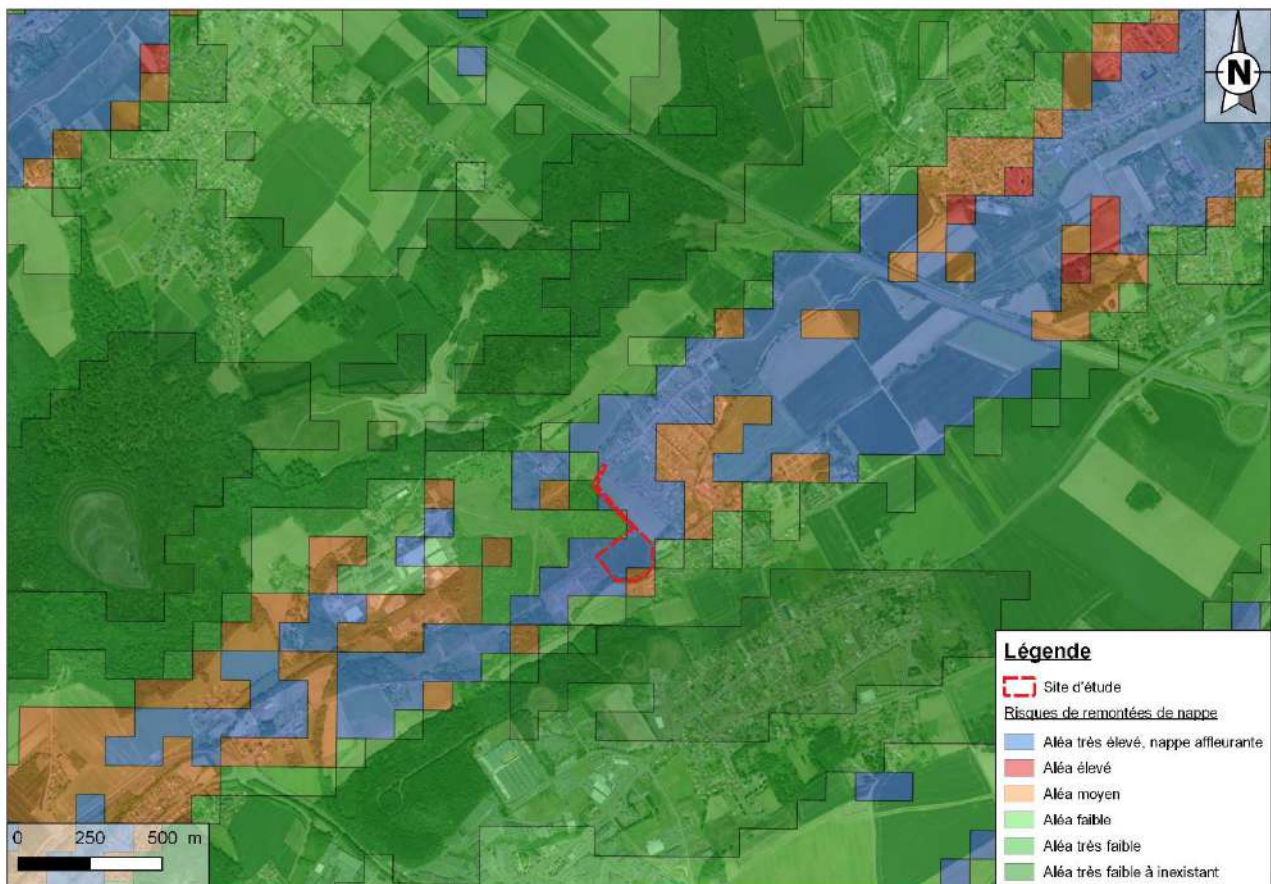 N
Légende
Site d'étude
Risques de remontées de nappe
Aléa très élevé, nappe affleurante
Aléa élevé
Aléa moyen
Aléa faible
Aléa très faible
Aléa très faible à inexistant
0 250 500 m